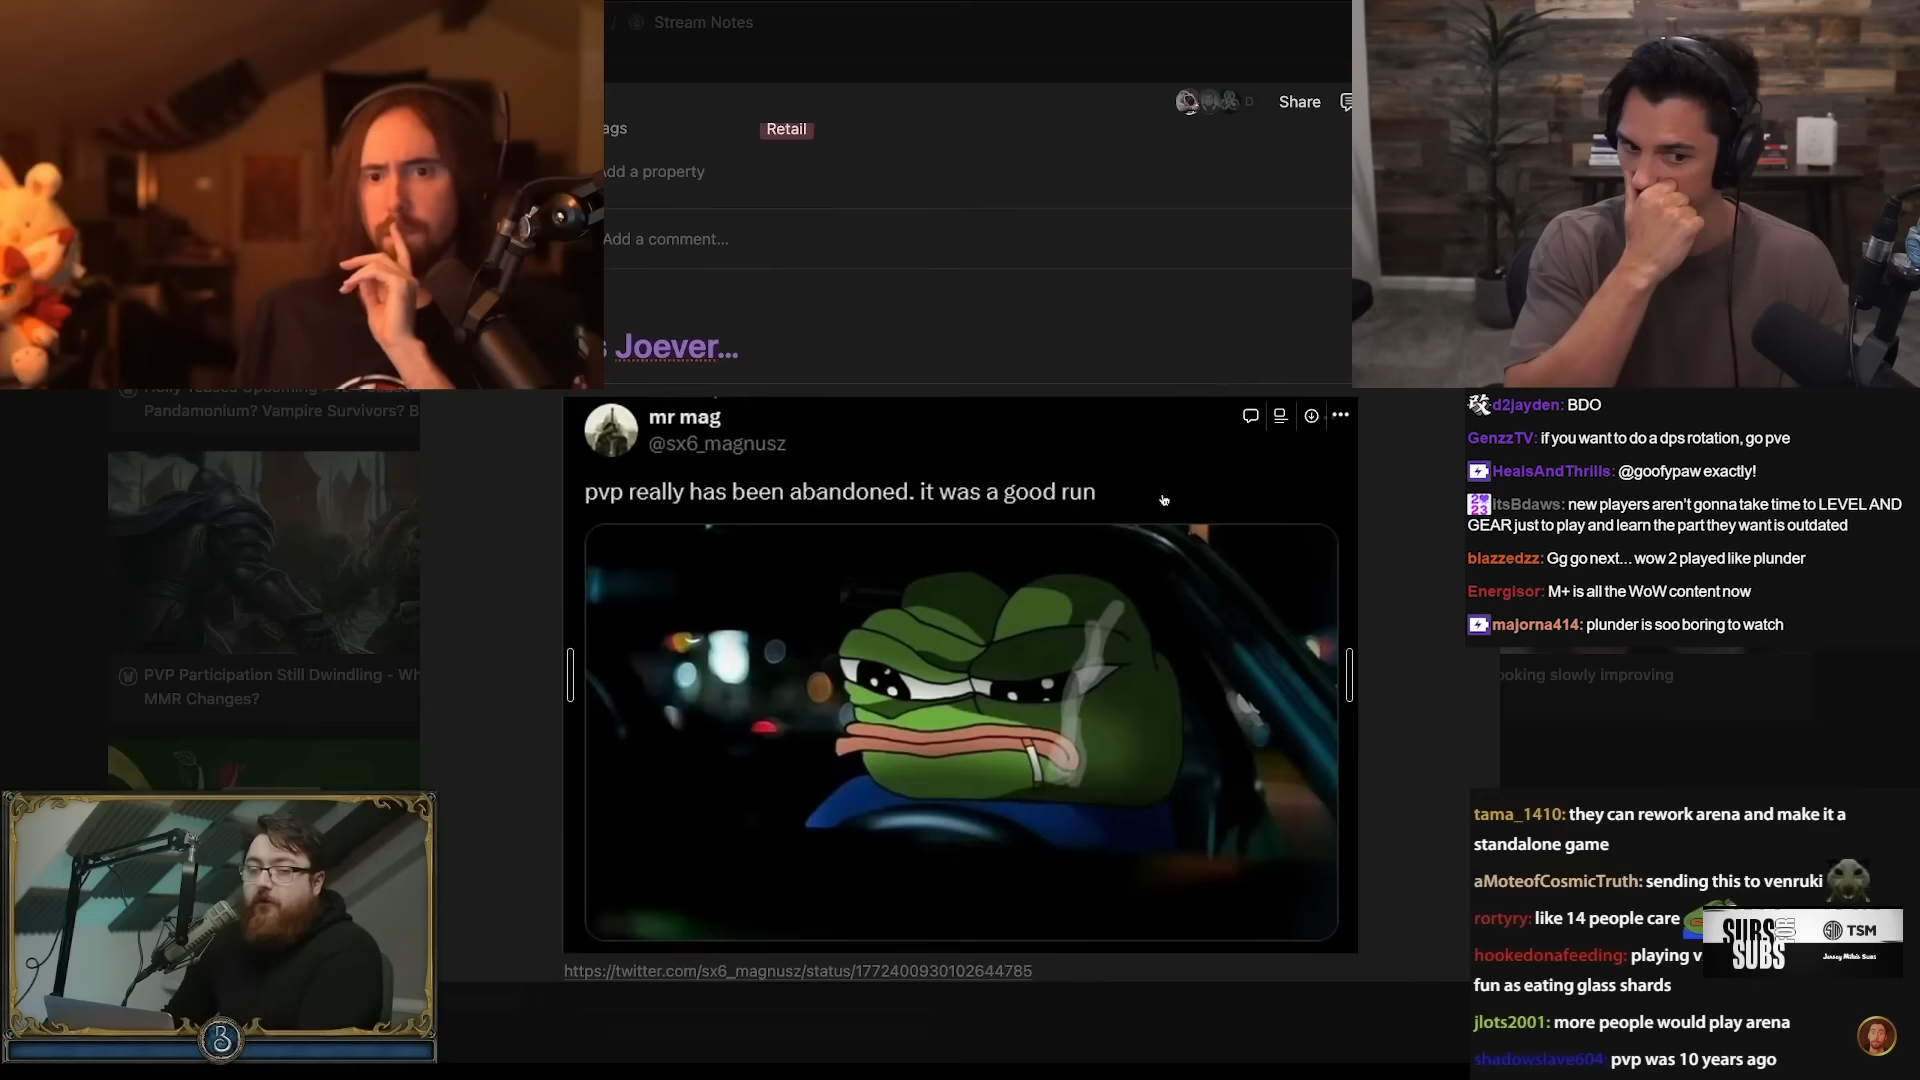 / Stream Notes
Share
ags
Retail
Add a property
Add a comment...
s Joever...
Pandamonium? Vampire Survivors? B
PVP Participation Still Dwindling - Wh
MMR Changes?
mr mag
@sx6_magnusz
pvp really has been abandoned. it was a good run
https://twitter.com/sx6_magnusz/status/1772400930102644785
d2jayden: BDO
GenzzTV: if you want to do a dps rotation, go pve
HealsAndThrills: @goofypaw exactly!
itsBdaws: new players aren't gonna take time to LEVEL AND
GEAR just to play and learn the part they want is outdated
blazzedzz: Gg go next... wow 2 played like plunder
Energisor: M+ is all the WoW content now
majorna414: plunder is soo boring to watch
ooking slowly improving
tama_1410: they can rework arena and make it a
standalone game
aMoteofCosmicTruth: sending this to venruki
rortyry: like 14 people care
hookedonafeeding: playing v
fun as eating glass shards
jlots2001: more people would play arena
shadowslave604: pvp was 10 years ago
SUBS
FOR
SUBS
TSM
Jersey Mike's Subs
B